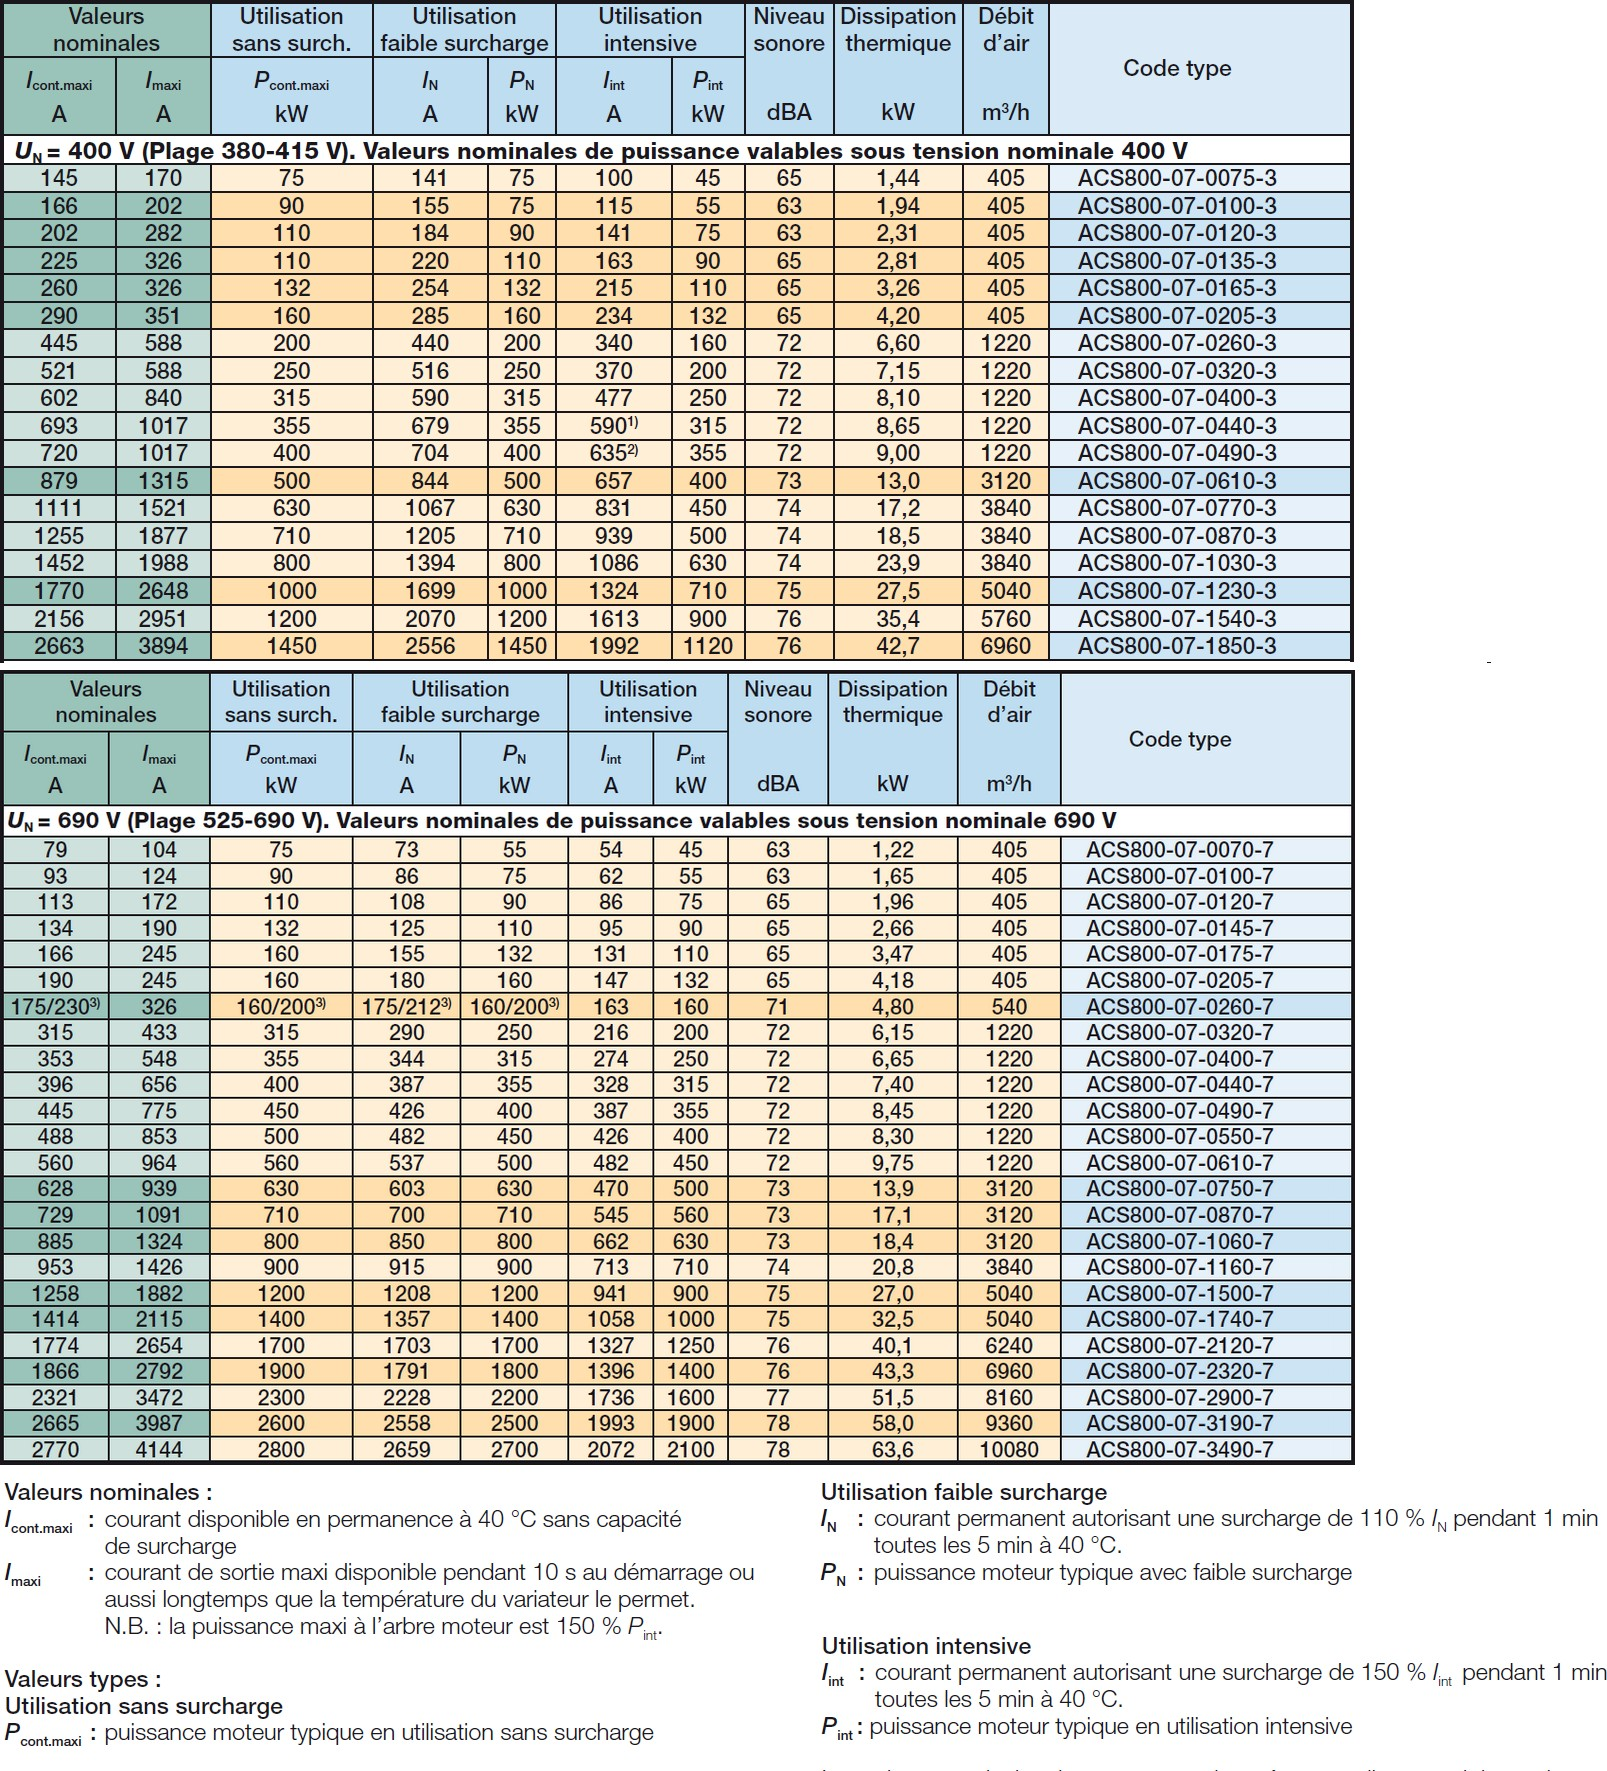 Valeurs nominales | Utilisation sans surch. | Utilisation faible surcharge | Utilisation intensive | Niveau sonore | Dissipation thermique | Débit d'air | Code type
I cont.maxi | I maxi | P cont.maxi | I N | P N | I int | P int
A | A | kW | A | kW | A | kW | dBA | kW | m³/h
U N = 400 V (Plage 380-415 V). Valeurs nominales de puissance valables sous tension nominale 400 V
145 | 170 | 75 | 141 | 75 | 100 | 45 | 65 | 1,44 | 405 | ACS800-07-0075-3
166 | 202 | 90 | 155 | 75 | 115 | 55 | 63 | 1,94 | 405 | ACS800-07-0100-3
202 | 282 | 110 | 184 | 90 | 141 | 75 | 63 | 2,31 | 405 | ACS800-07-0120-3
225 | 326 | 110 | 220 | 110 | 163 | 90 | 65 | 2,81 | 405 | ACS800-07-0135-3
260 | 326 | 132 | 254 | 132 | 215 | 110 | 65 | 3,26 | 405 | ACS800-07-0165-3
290 | 351 | 160 | 285 | 160 | 234 | 132 | 65 | 4,20 | 405 | ACS800-07-0205-3
445 | 588 | 200 | 440 | 200 | 340 | 160 | 72 | 6,60 | 1220 | ACS800-07-0260-3
521 | 588 | 250 | 516 | 250 | 370 | 200 | 72 | 7,15 | 1220 | ACS800-07-0320-3
602 | 840 | 315 | 590 | 315 | 477 | 250 | 72 | 8,10 | 1220 | ACS800-07-0400-3
693 | 1017 | 355 | 679 | 355 | 590¹⁾ | 315 | 72 | 8,65 | 1220 | ACS800-07-0440-3
720 | 1017 | 400 | 704 | 400 | 635²⁾ | 355 | 72 | 9,00 | 1220 | ACS800-07-0490-3
879 | 1315 | 500 | 844 | 500 | 657 | 400 | 73 | 13,0 | 3120 | ACS800-07-0610-3
1111 | 1521 | 630 | 1067 | 630 | 831 | 450 | 74 | 17,2 | 3840 | ACS800-07-0770-3
1255 | 1877 | 710 | 1205 | 710 | 939 | 500 | 74 | 18,5 | 3840 | ACS800-07-0870-3
1452 | 1988 | 800 | 1394 | 800 | 1086 | 630 | 74 | 23,9 | 3840 | ACS800-07-1030-3
1770 | 2648 | 1000 | 1699 | 1000 | 1324 | 710 | 75 | 27,5 | 5040 | ACS800-07-1230-3
2156 | 2951 | 1200 | 2070 | 1200 | 1613 | 900 | 76 | 35,4 | 5760 | ACS800-07-1540-3
2663 | 3894 | 1450 | 2556 | 1450 | 1992 | 1120 | 76 | 42,7 | 6960 | ACS800-07-1850-3
Valeurs nominales | Utilisation sans surch. | Utilisation faible surcharge | Utilisation intensive | Niveau sonore | Dissipation thermique | Débit d'air | Code type
I cont.maxi | I maxi | P cont.maxi | I N | P N | I int | P int
A | A | kW | A | kW | A | kW | dBA | kW | m³/h
U N = 690 V (Plage 525-690 V). Valeurs nominales de puissance valables sous tension nominale 690 V
79 | 104 | 75 | 73 | 55 | 54 | 45 | 63 | 1,22 | 405 | ACS800-07-0070-7
93 | 124 | 90 | 86 | 75 | 62 | 55 | 63 | 1,65 | 405 | ACS800-07-0100-7
113 | 172 | 110 | 108 | 90 | 86 | 75 | 65 | 1,96 | 405 | ACS800-07-0120-7
134 | 190 | 132 | 125 | 110 | 95 | 90 | 65 | 2,66 | 405 | ACS800-07-0145-7
166 | 245 | 160 | 155 | 132 | 131 | 110 | 65 | 3,47 | 405 | ACS800-07-0175-7
190 | 245 | 160 | 180 | 160 | 147 | 132 | 65 | 4,18 | 405 | ACS800-07-0205-7
175/230³⁾ | 326 | 160/200³⁾ | 175/212³⁾ | 160/200³⁾ | 163 | 160 | 71 | 4,80 | 540 | ACS800-07-0260-7
315 | 433 | 315 | 290 | 250 | 216 | 200 | 72 | 6,15 | 1220 | ACS800-07-0320-7
353 | 548 | 355 | 344 | 315 | 274 | 250 | 72 | 6,65 | 1220 | ACS800-07-0400-7
396 | 656 | 400 | 387 | 355 | 328 | 315 | 72 | 7,40 | 1220 | ACS800-07-0440-7
445 | 775 | 450 | 426 | 400 | 387 | 355 | 72 | 8,45 | 1220 | ACS800-07-0490-7
488 | 853 | 500 | 482 | 450 | 426 | 400 | 72 | 8,30 | 1220 | ACS800-07-0550-7
560 | 964 | 560 | 537 | 500 | 482 | 450 | 72 | 9,75 | 1220 | ACS800-07-0610-7
628 | 939 | 630 | 603 | 630 | 470 | 500 | 73 | 13,9 | 3120 | ACS800-07-0750-7
729 | 1091 | 710 | 700 | 710 | 545 | 560 | 73 | 17,1 | 3120 | ACS800-07-0870-7
885 | 1324 | 800 | 850 | 800 | 662 | 630 | 73 | 18,4 | 3120 | ACS800-07-1060-7
953 | 1426 | 900 | 915 | 900 | 713 | 710 | 74 | 20,8 | 3840 | ACS800-07-1160-7
1258 | 1882 | 1200 | 1208 | 1200 | 941 | 900 | 75 | 27,0 | 5040 | ACS800-07-1500-7
1414 | 2115 | 1400 | 1357 | 1400 | 1058 | 1000 | 75 | 32,5 | 5040 | ACS800-07-1740-7
1774 | 2654 | 1700 | 1703 | 1700 | 1327 | 1250 | 76 | 40,1 | 6240 | ACS800-07-2120-7
1866 | 2792 | 1900 | 1791 | 1800 | 1396 | 1400 | 76 | 43,3 | 6960 | ACS800-07-2320-7
2321 | 3472 | 2300 | 2228 | 2200 | 1736 | 1600 | 77 | 51,5 | 8160 | ACS800-07-2900-7
2665 | 3987 | 2600 | 2558 | 2500 | 1993 | 1900 | 78 | 58,0 | 9360 | ACS800-07-3190-7
2770 | 4144 | 2800 | 2659 | 2700 | 2072 | 2100 | 78 | 63,6 | 10080 | ACS800-07-3490-7
Valeurs nominales :
I cont.maxi : courant disponible en permanence à 40 °C sans capacité
de surcharge
I maxi : courant de sortie maxi disponible pendant 10 s au démarrage ou
aussi longtemps que la température du variateur le permet.
N.B. : la puissance maxi à l'arbre moteur est 150 % P int.
Valeurs types :
Utilisation sans surcharge
P cont.maxi : puissance moteur typique en utilisation sans surcharge
Utilisation faible surcharge
I N : courant permanent autorisant une surcharge de 110 % I N pendant 1 min
toutes les 5 min à 40 °C.
P N : puissance moteur typique avec faible surcharge
Utilisation intensive
I int : courant permanent autorisant une surcharge de 150 % I int pendant 1 min
toutes les 5 min à 40 °C.
P int : puissance moteur typique en utilisation intensive